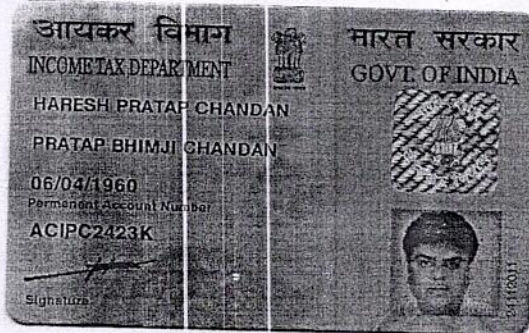 आयकर विभाग
भारत सरकार
INCOME TAX DEPARTMENT
GOVT. OF INDIA
HARESH PRATAP CHANDAN
PRATAP BHIMJI CHANDAN
06/04/1960
Permanent Account Number
ACIPC2423K
Signature